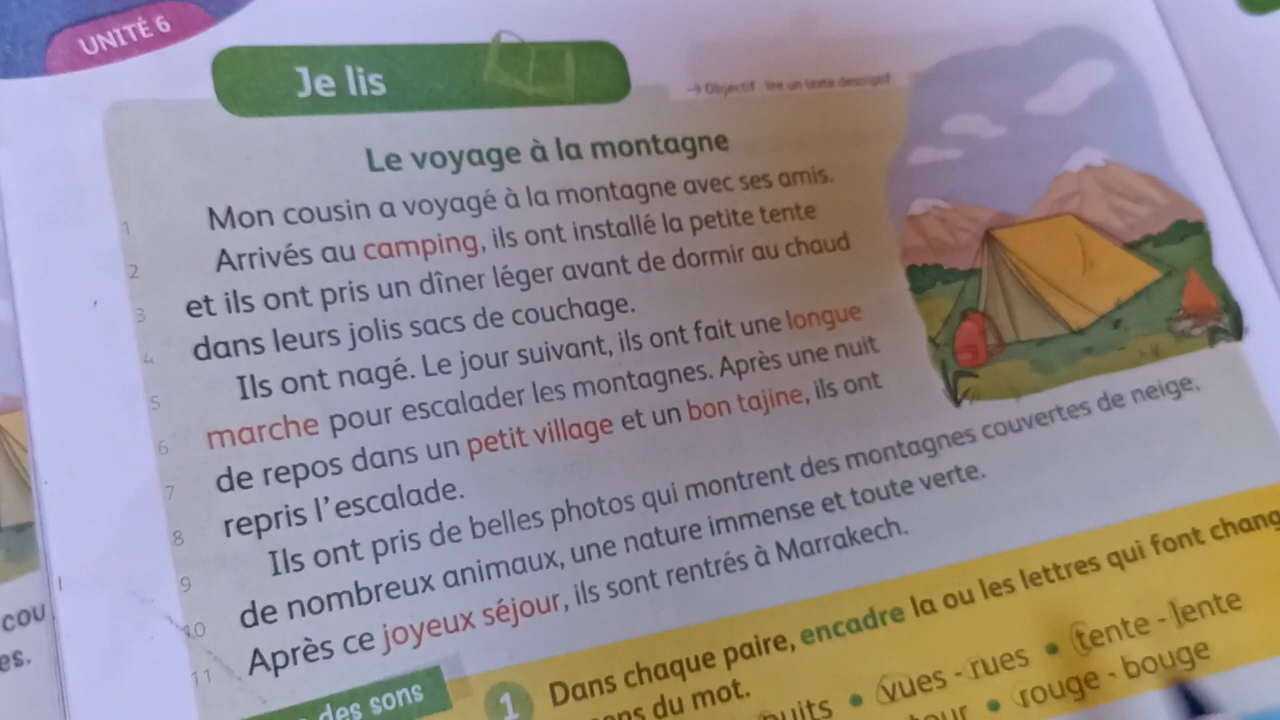 UNITÉ 6
Je lis
→ Objectif lire un texte descriptif
Le voyage à la montagne
1 Mon cousin a voyagé à la montagne avec ses amis.
2 Arrivés au camping, ils ont installé la petite tente
3 et ils ont pris un dîner léger avant de dormir au chaud
4 dans leurs jolis sacs de couchage.
5 Ils ont nagé. Le jour suivant, ils ont fait une longue
6 marche pour escalader les montagnes. Après une nuit
7 de repos dans un petit village et un bon tajine, ils ont
8 repris l'escalade.
9 Ils ont pris de belles photos qui montrent des montagnes couvertes de neige,
10 de nombreux animaux, une nature immense et toute verte.
11 Après ce joyeux séjour, ils sont rentrés à Marrakech.
cou
es.
des sons
1 Dans chaque paire, encadre la ou les lettres qui font chang
du mot.
• vues - rues • tente - lente
• rouge - bouge